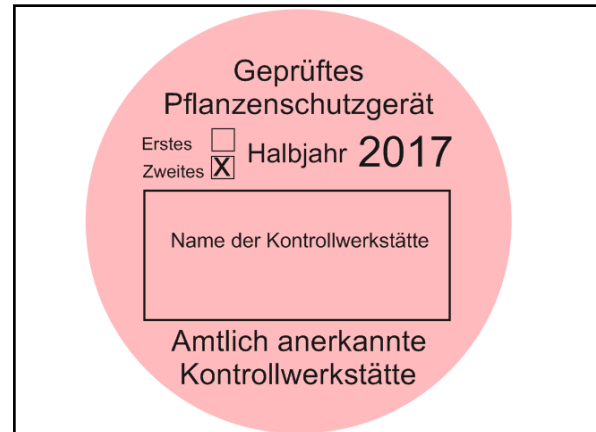 Geprüftes
Pflanzenschutzgerät
Erstes
Zweites X Halbjahr 2017
Name der Kontrollwerkstätte
Amtlich anerkannte
Kontrollwerkstätte